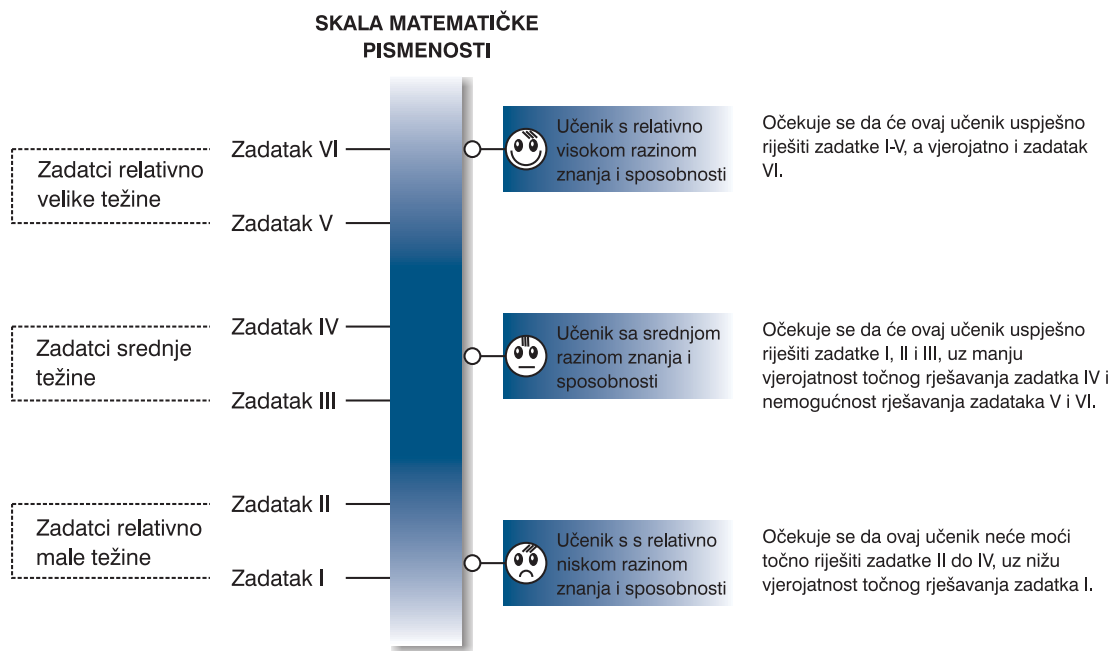 SKALA MATEMATIČKE
PISMENOSTI
Zadatci relativno
velike težine
Zadatak VI
Zadatak V
Učenik s relativno
visokom razinom
znanja i sposobnosti
Očekuje se da će ovaj učenik uspješno
riješiti zadatke I-V, a vjerojatno i zadatak
VI.
Zadatci srednje
težine
Zadatak IV
Zadatak III
Učenik sa srednjom
razinom znanja i
sposobnosti
Očekuje se da će ovaj učenik uspješno
riješiti zadatke I, II i III, uz manju
vjerojatnost točnog rješavanja zadatka IV i
nemogućnost rješavanja zadataka V i VI.
Zadatci relativno
male težine
Zadatak II
Zadatak I
Učenik s s relativno
niskom razinom
znanja i sposobnosti
Očekuje se da ovaj učenik neće moći
točno riješiti zadatke II do IV, uz nižu
vjerojatnost točnog rješavanja zadatka I.